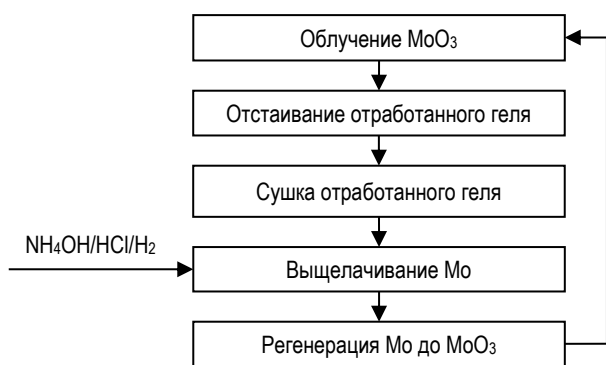 Облучение MoO₃
Отстаивание отработанного геля
Сушка отработанного геля
NH₄OH/HCl/H₂
Выщелачивание Mo
Регенерация Mo до MoO₃